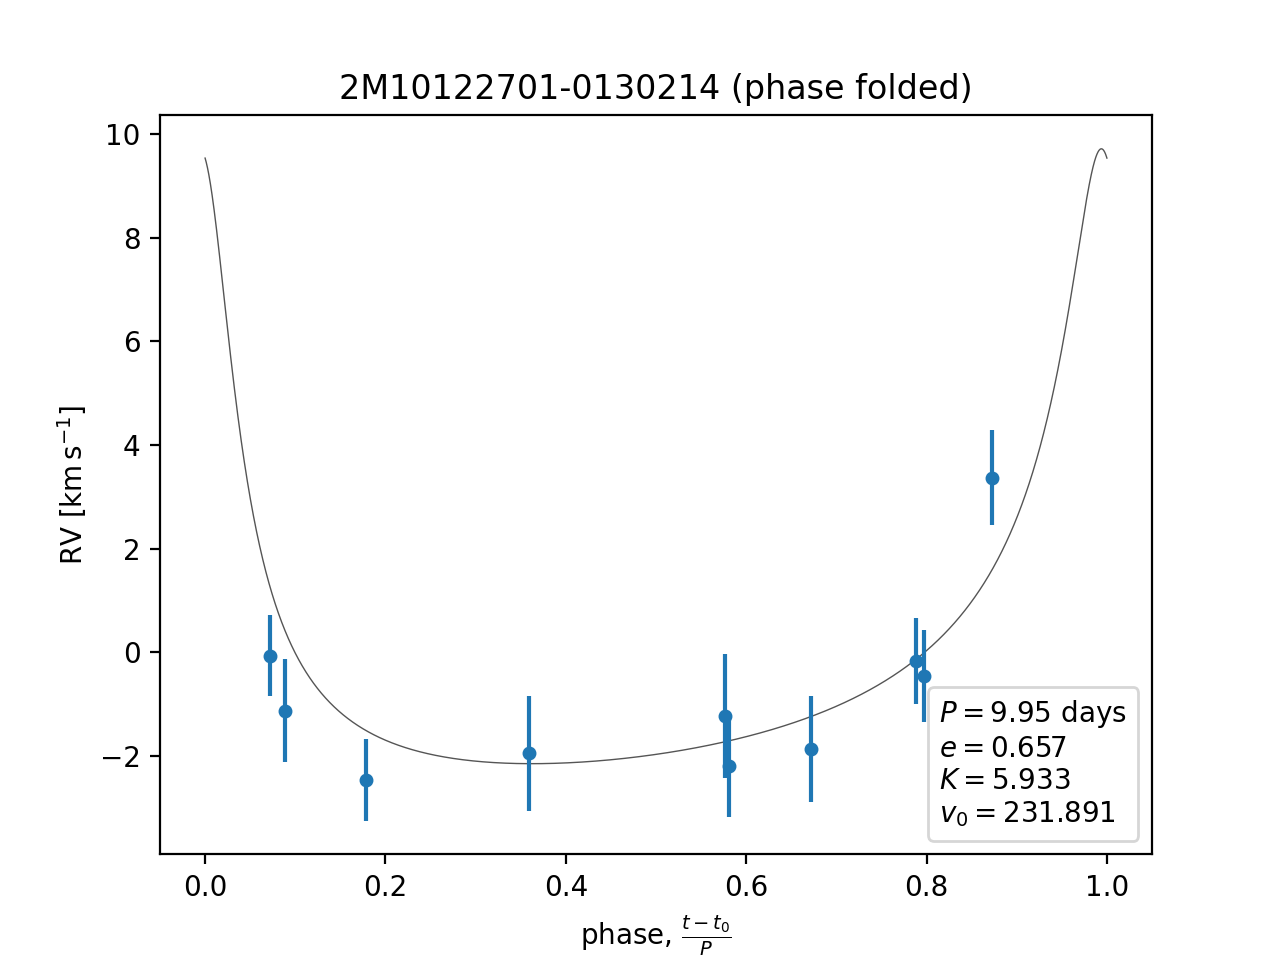 2M10122701-0130214 (phase folded)
RV [km s⁻¹]
10
8
6
4
2
0
−2
P = 9.95 days
e = 0.657
K = 5.933
v₀ = 231.891
0.0 0.2 0.4 0.6 0.8 1.0
phase, (t − t₀)/P